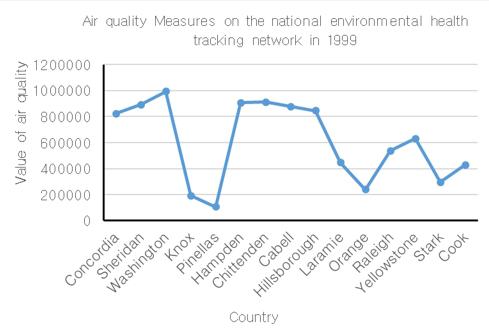 Air quality Measures on the national environmental health
tracking network in 1999
Value of air quality
1200000
1000000
800000
600000
400000
200000
0
Concordia
Sheridan
Washington
Knox
Pinellas
Hampden
Chittenden
Cabell
Hillsborough
Laramie
Orange
Raleigh
Yellowstone
Stark
Cook
Country